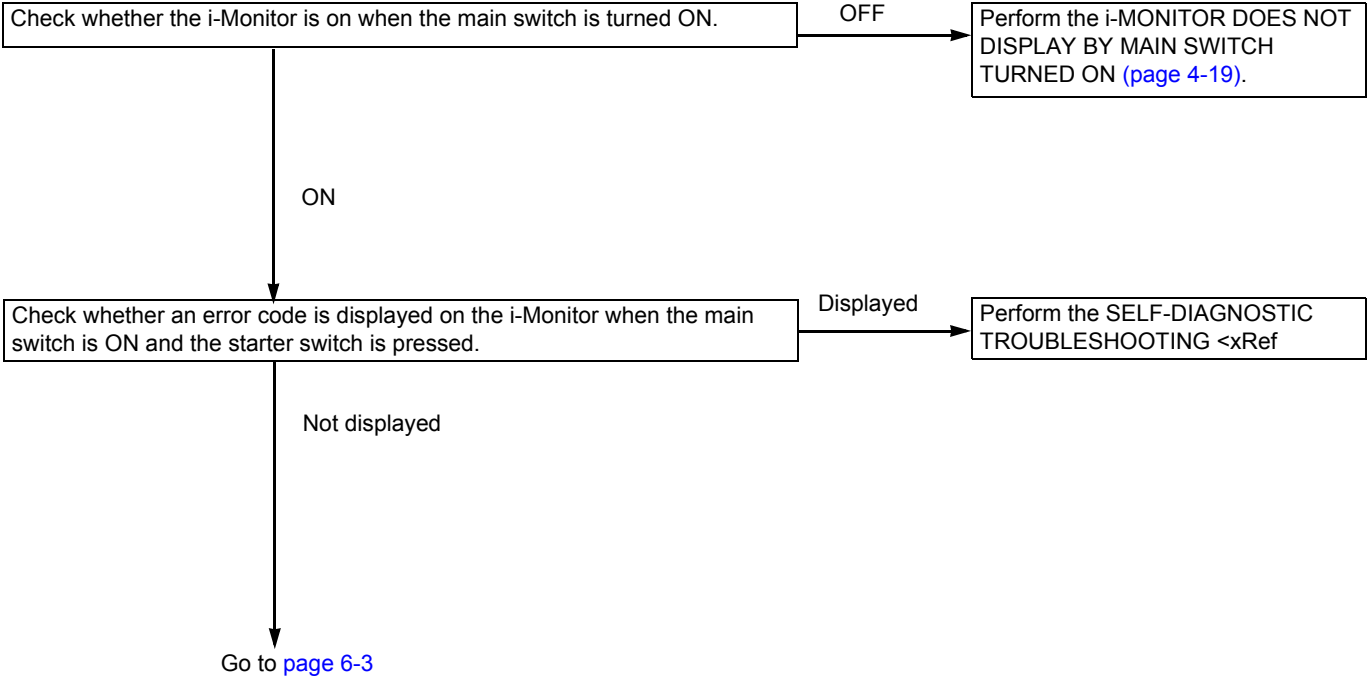 Check whether the i-Monitor is on when the main switch is turned ON.
OFF
Perform the i-MONITOR DOES NOT
DISPLAY BY MAIN SWITCH
TURNED ON (page 4-19).
ON
Check whether an error code is displayed on the i-Monitor when the main
switch is ON and the starter switch is pressed.
Displayed
Perform the SELF-DIAGNOSTIC
TROUBLESHOOTING <xRef
Not displayed
Go to page 6-3